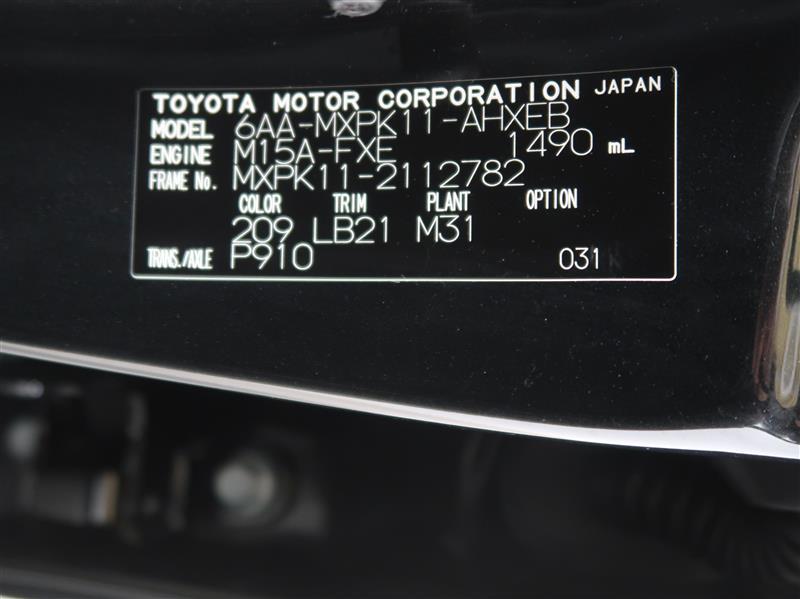 TOYOTA MOTOR CORPORATION JAPAN
MODEL 6AA-MXPK11-AHXEB
ENGINE M15A-FXE 1490 mL
FRAME No. MXPK11-2112782
COLOR TRIM PLANT OPTION
209 LB21 M31
TRANS./AXLE P910 031